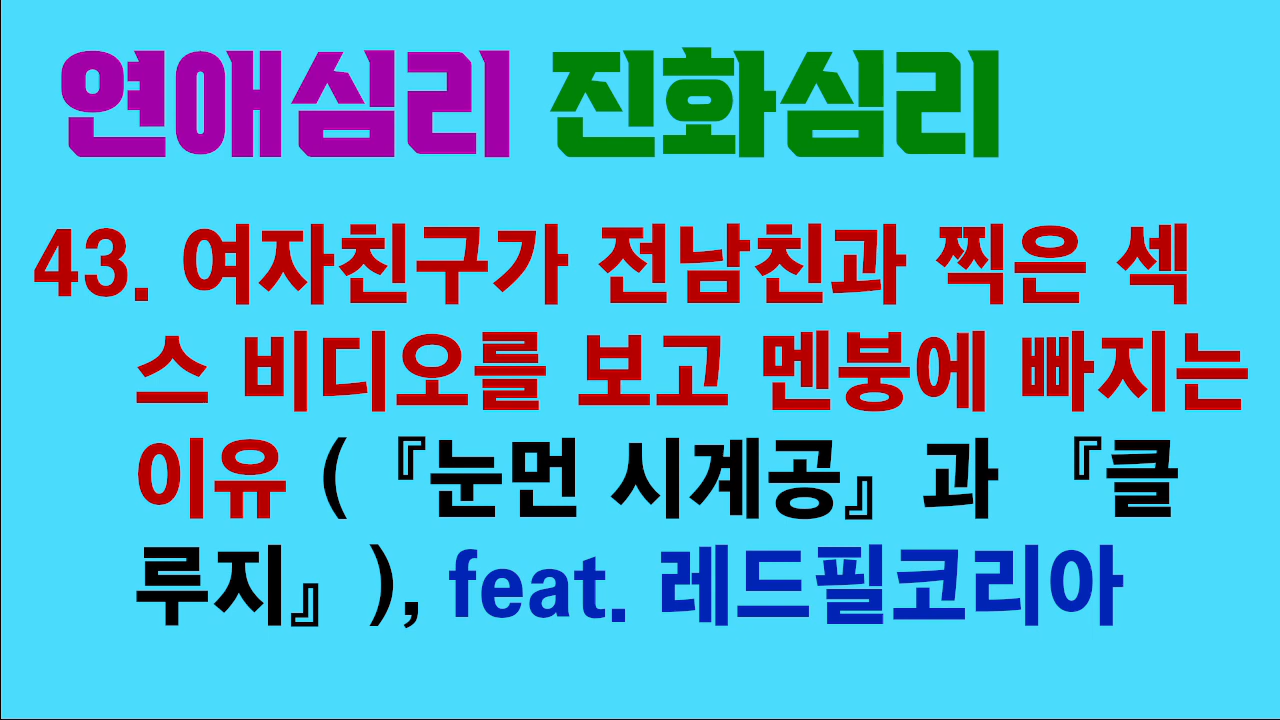 연애심리 진화심리
43. 여자친구가 전남친과 찍은 섹
스 비디오를 보고 멘붕에 빠지는
이유 (『눈먼 시계공』과 『클
루지』), feat. 레드필코리아